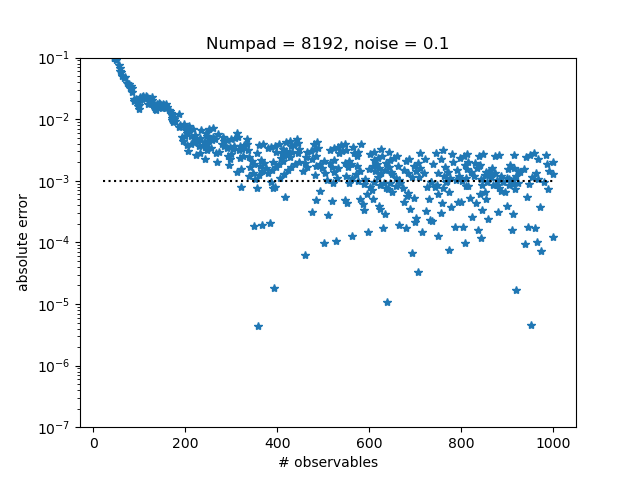 Numpad = 8192, noise = 0.1
absolute error
10⁻¹
10⁻²
10⁻³
10⁻⁴
10⁻⁵
10⁻⁶
10⁻⁷
0 200 400 600 800 1000
# observables